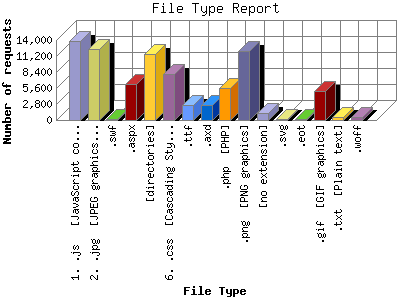 File Type Report
Number of requests
14,000
11,200
8,400
5,600
2,800
0
1. .js [JavaScript co...
2. .jpg [JPEG graphics...
.swf
.aspx
[directories]
6. .css [Cascading Sty...
.ttf
.axd
.php [PHP]
.png [PNG graphics]
[no extension]
.svg
.eot
.gif [GIF graphics]
.txt [Plain text]
.woff
File Type